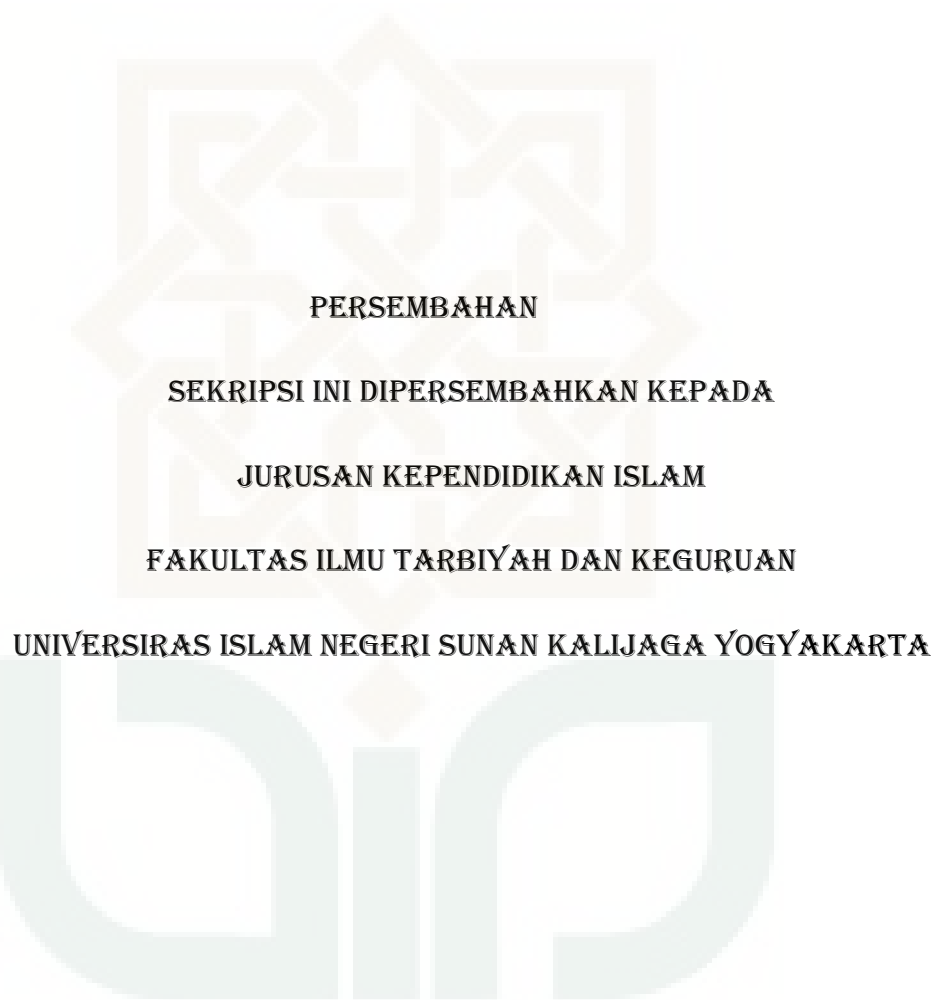 PERSEMBAHAN
SEKRIPSI INI DIPERSEMBAHKAN KEPADA
JURUSAN KEPENDIDIKAN ISLAM
FAKULTAS ILMU TARBIYAH DAN KEGURUAN
UNIVERSIRAS ISLAM NEGERI SUNAN KALIJAGA YOGYAKARTA